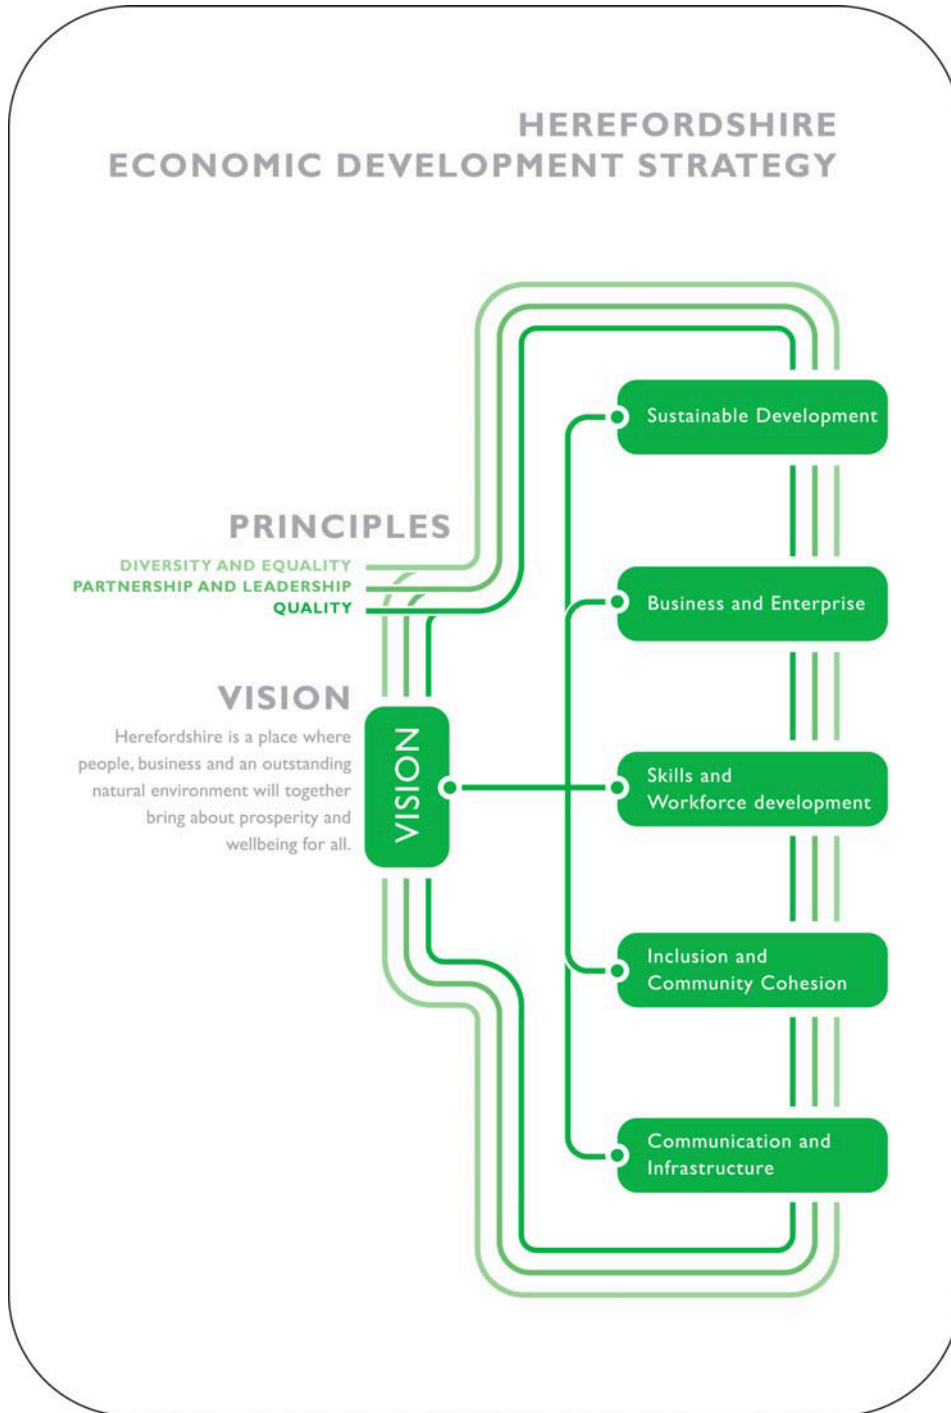 HEREFORDSHIRE
ECONOMIC DEVELOPMENT STRATEGY
PRINCIPLES
DIVERSITY AND EQUALITY
PARTNERSHIP AND LEADERSHIP
QUALITY
VISION
Herefordshire is a place where
people, business and an outstanding
natural environment will together
bring about prosperity and
wellbeing for all.
VISION
Sustainable Development
Business and Enterprise
Skills and
Workforce development
Inclusion and
Community Cohesion
Communication and
Infrastructure